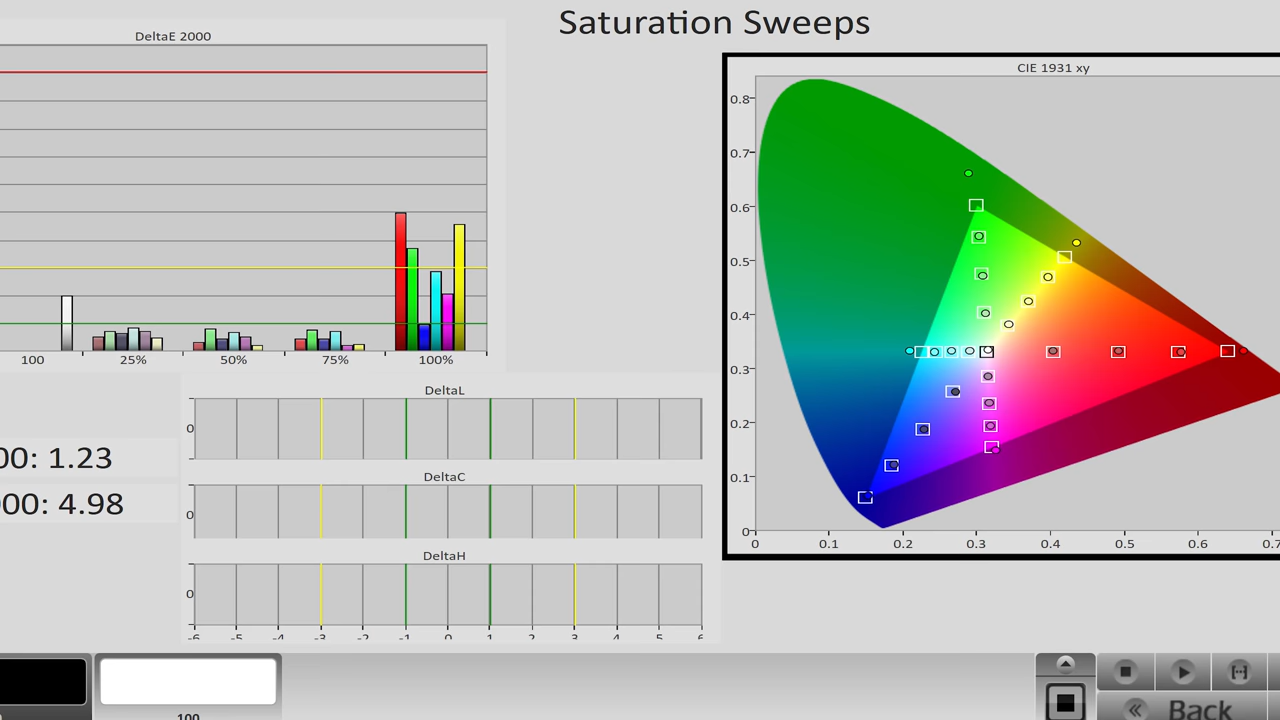 Saturation Sweeps
DeltaE 2000
100 25% 50% 75% 100%
00: 1.23
000: 4.98
DeltaL
0
DeltaC
0
DeltaH
0
-6 -5 -4 -3 -2 -1 0 1 2 3 4 5 6
CIE 1931 xy
0.8
0.7
0.6
0.5
0.4
0.3
0.2
0.1
0
0 0.1 0.2 0.3 0.4 0.5 0.6 0.7
100
Back